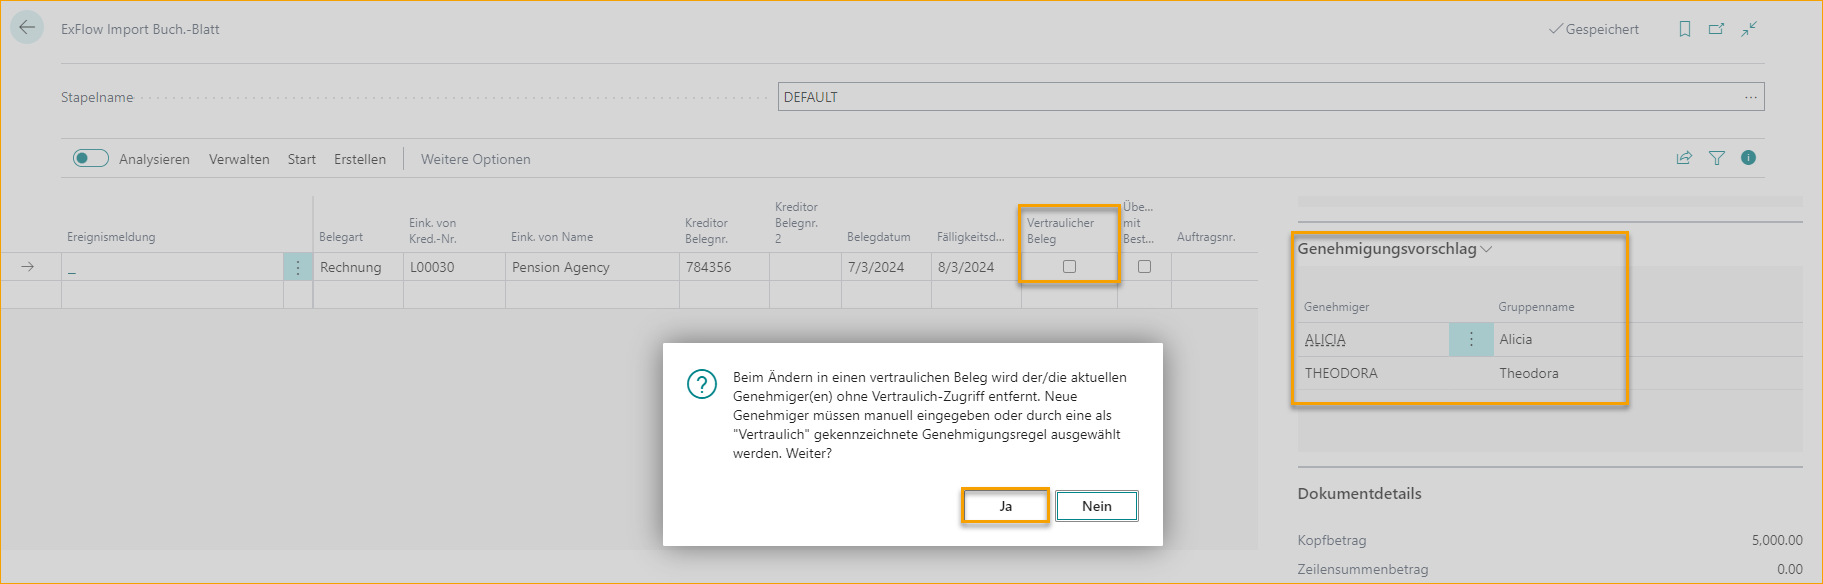 ExFlow Import Buch.-Blatt
Gespeichert
Stapelname
DEFAULT
Analysieren Verwalten Start Erstellen Weitere Optionen
Ereignismeldung
Belegart
Eink. von
Kred.-Nr.
Eink. von Name
Kreditor
Belegnr.
Kreditor
Belegnr.
2
Belegdatum
Fälligkeitsd...
Vertraulicher
Beleg
Übe...
mit
Best...
Auftragsnr.
_ Rechnung L00030 Pension Agency 784356 7/3/2024 8/3/2024
Genehmigungsvorschlag
Genehmiger Gruppenname
ALICIA Alicia
THEODORA Theodora
Beim Ändern in einen vertraulichen Beleg wird der/die aktuellen
Genehmiger(en) ohne Vertraulich-Zugriff entfernt. Neue
Genehmiger müssen manuell eingegeben oder durch eine als
"Vertraulich" gekennzeichnete Genehmigungsregel ausgewählt
werden. Weiter?
Ja Nein
Dokumentdetails
Kopfbetrag 5,000.00
Zeilensummenbetrag 0.00